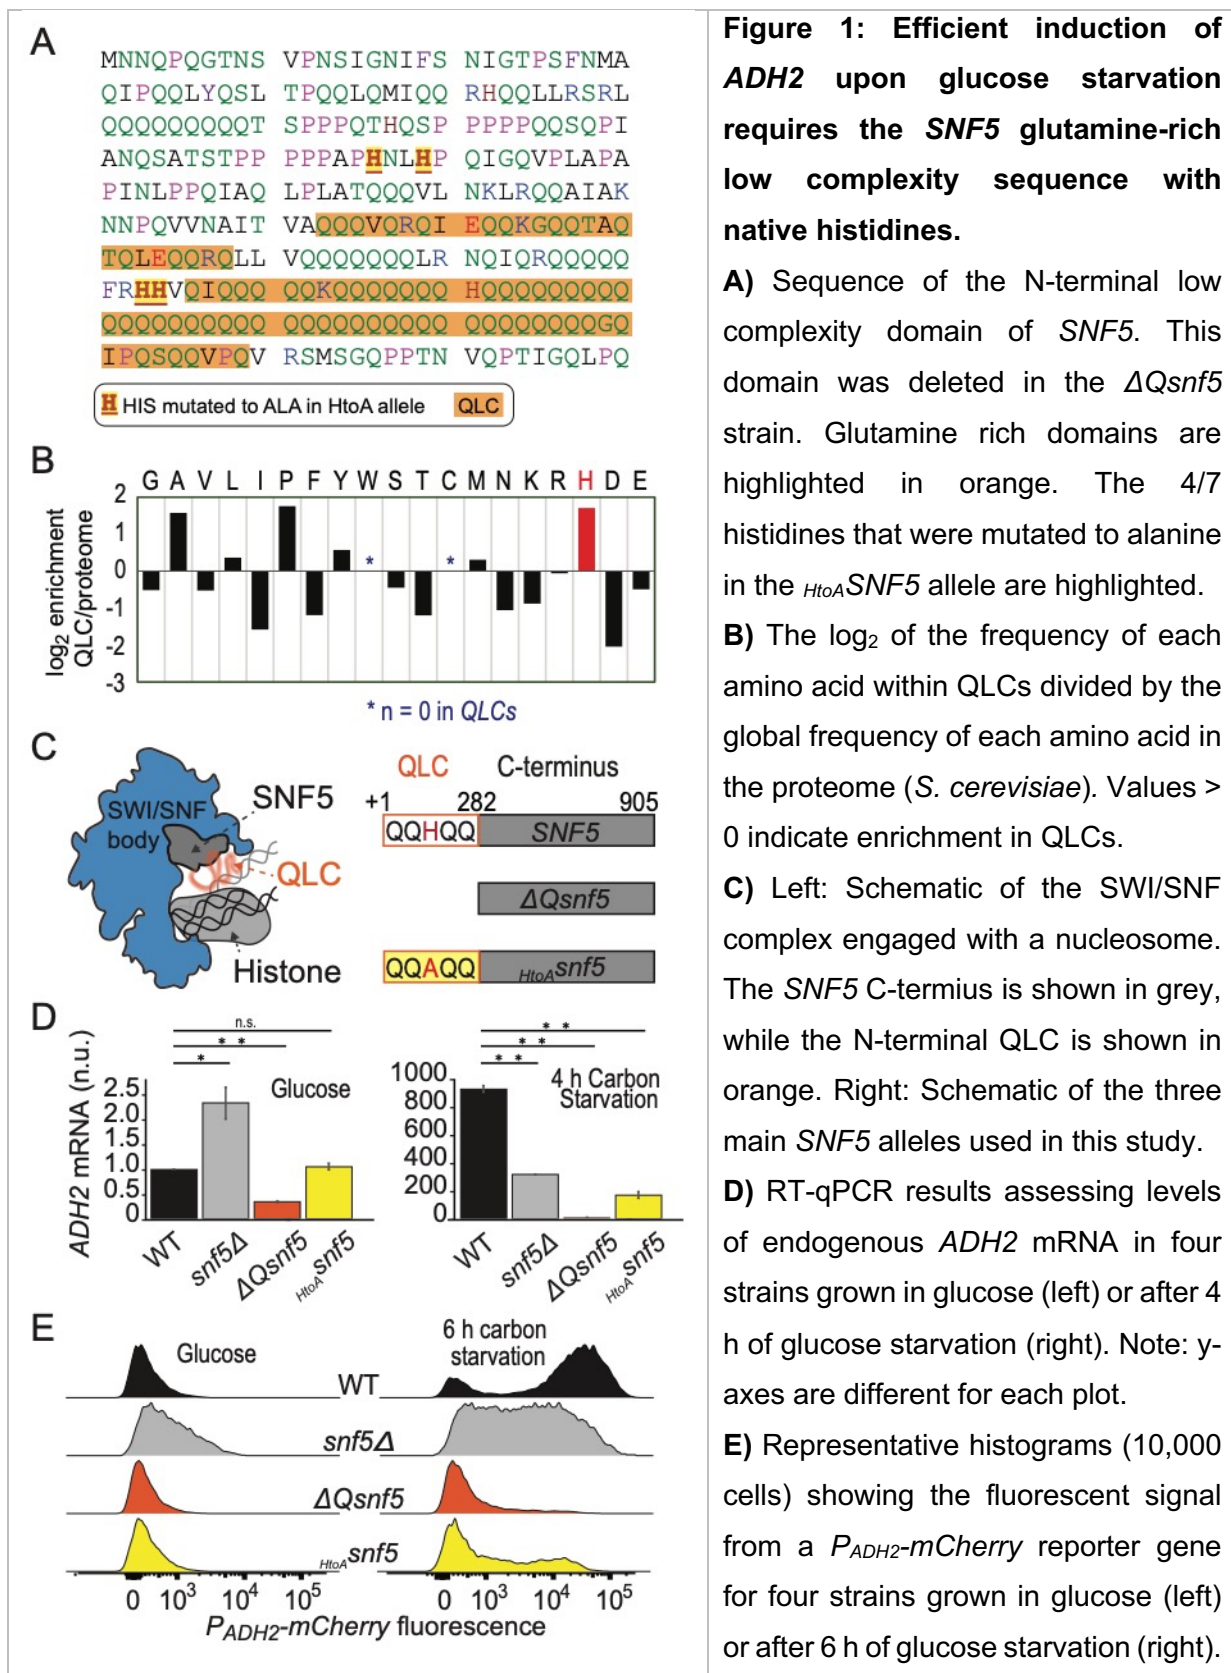 A
MNNQPQGTNS VPNSIGNIFS NIGTPSFNMA
QIPQQLYQSL TPQQLQMIQQ RHQQLLRSRL
QQQQQQQQQT SPPPQTHQSP PPPPQQSQPI
ANQSATSTPP PPPAPHNLHP QIGQVPLAPA
PINLPPQIAQ LPLATQQQVL NKLRQQAIAK
NNPQVVNAIT VAQQQVQRQI EQQKGQQTAQ
TQLEQQRQLL VQQQQQQQLR NQIQRQQQQQ
FRHHVQIQQQ QQKQQQQQQQ HQQQQQQQQQ
QQQQQQQQQQ QQQQQQQQQQ QQQQQQQQGQ
IPQSQQVPQV RSMSGQPPTN VQPTIGQLPQ
H HIS mutated to ALA in HtoA allele QLC
B
G A V L I P F Y W S T C M N K R H D E
log2 enrichment
QLC/proteome
2
1
0
-1
-2
-3
* *
* n = 0 in QLCs
C
SWI/SNF
body
SNF5
QLC
Histone
QLC C-terminus
+1 282 905
QQHQQ SNF5
ΔQsnf5
QQAQQ HtoAsnf5
D
ADH2 mRNA (n.u.)
n.s.
* *
*
Glucose
2.5
2.0
1.0
0.5
0
WT snf5Δ ΔQsnf5 HtoAsnf5
* *
* *
* *
4 h Carbon
Starvation
1000
800
600
400
200
0
WT snf5Δ ΔQsnf5 HtoAsnf5
E
Glucose
6 h carbon
starvation
WT
snf5Δ
ΔQsnf5
HtoAsnf5
0 10³ 10⁴ 10⁵ 0 10³ 10⁴ 10⁵
PADH2-mCherry fluorescence
Figure 1: Efficient induction of
ADH2 upon glucose starvation
requires the SNF5 glutamine-rich
low complexity sequence with
native histidines.
A) Sequence of the N-terminal low
complexity domain of SNF5. This
domain was deleted in the ΔQsnf5
strain. Glutamine rich domains are
highlighted in orange. The 4/7
histidines that were mutated to alanine
in the HtoASNF5 allele are highlighted.
B) The log2 of the frequency of each
amino acid within QLCs divided by the
global frequency of each amino acid in
the proteome (S. cerevisiae). Values >
0 indicate enrichment in QLCs.
C) Left: Schematic of the SWI/SNF
complex engaged with a nucleosome.
The SNF5 C-termius is shown in grey,
while the N-terminal QLC is shown in
orange. Right: Schematic of the three
main SNF5 alleles used in this study.
D) RT-qPCR results assessing levels
of endogenous ADH2 mRNA in four
strains grown in glucose (left) or after 4
h of glucose starvation (right). Note: y-
axes are different for each plot.
E) Representative histograms (10,000
cells) showing the fluorescent signal
from a PADH2-mCherry reporter gene
for four strains grown in glucose (left)
or after 6 h of glucose starvation (right).